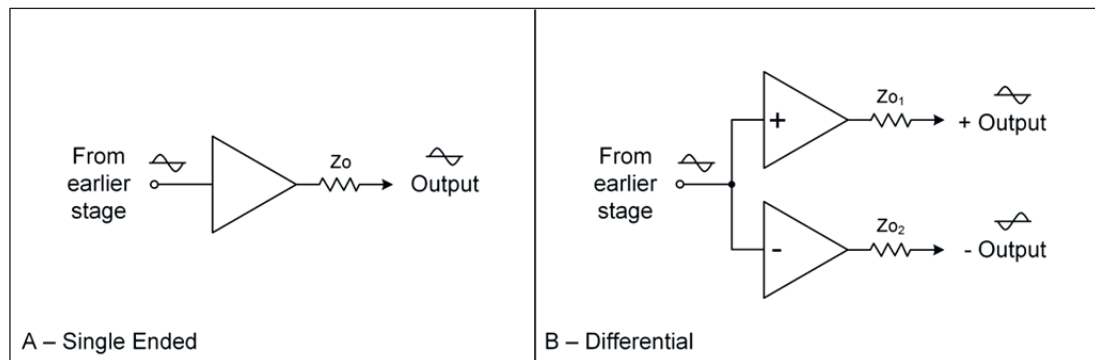 From
earlier
stage
Zo
Output
A – Single Ended
From
earlier
stage
+
Zo₁
+ Output
-
Zo₂
- Output
B – Differential